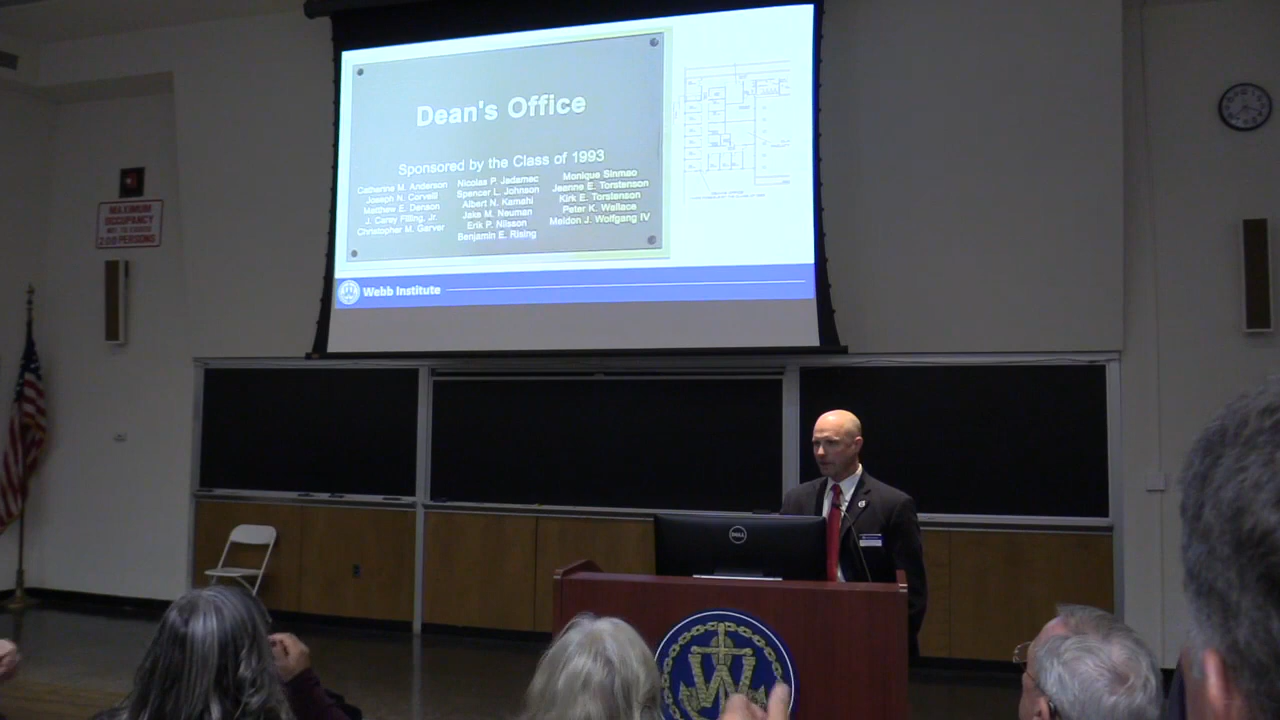 Dean's Office
Sponsored by the Class of 1993
Catherine M. Anderson
Joseph N. Corvelli
Matthew E. Denson
J. Carey Filling, Jr
Christopher M. Garver
Nicolas P. Jadamec
Spencer L. Johnson
Albert N. Kamahi
Jake M. Neuman
Erik P. Nilsson
Benjamin E. Rising
Monique Sinmao
Jeanne E. Torstenson
Kirk E. Torstenson
Peter K. Wallace
Meldon J. Wolfgang IV
Webb Institute
MAXIMUM
OCCUPANCY
208 PERSONS
DELL
W